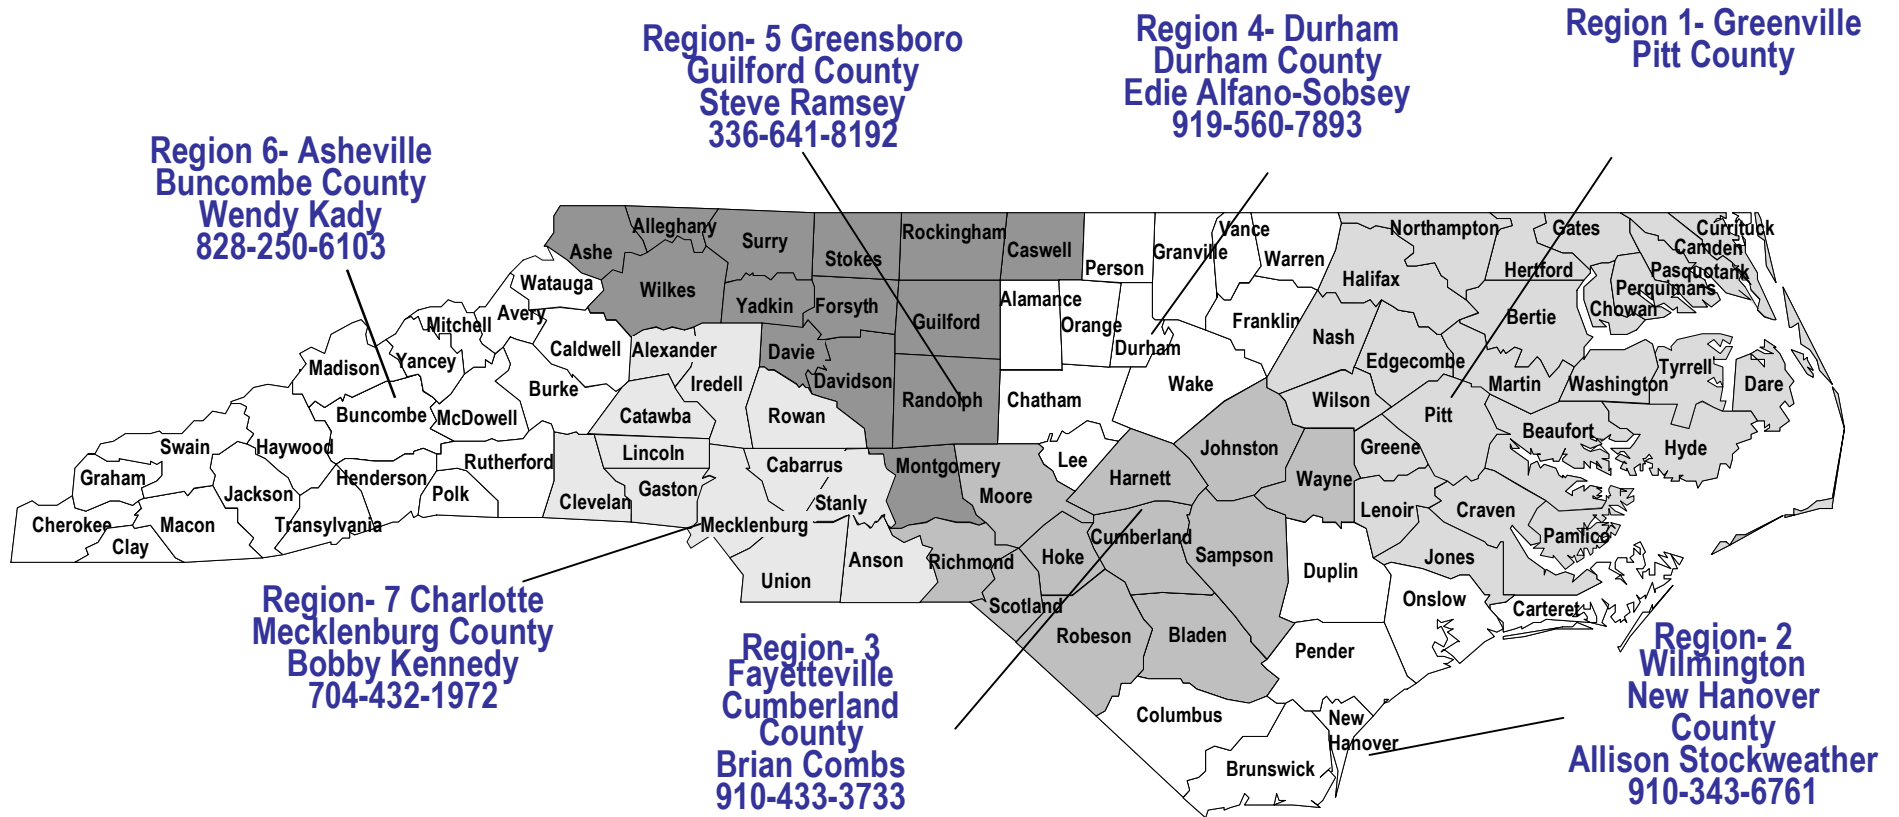 Region 1- Greenville
Pitt County
Region 4- Durham
Durham County
Edie Alfano-Sobsey
919-560-7893
Region- 5 Greensboro
Guilford County
Steve Ramsey
336-641-8192
Region 6- Asheville
Buncombe County
Wendy Kady
828-250-6103
Ashe
Alleghany
Surry
Stokes
Rockingham
Caswell
Person
Granville
Vance
Warren
Northampton
Gates
Currituck
Camden
Pasquotank
Perquimans
Chowan
Hertford
Halifax
Bertie
Watauga
Wilkes
Yadkin
Forsyth
Guilford
Alamance
Orange
Durham
Franklin
Nash
Edgecombe
Martin
Washington
Tyrrell
Dare
Avery
Mitchell
Yancey
Madison
Caldwell
Alexander
Iredell
Davie
Davidson
Randolph
Chatham
Wake
Wilson
Pitt
Beaufort
Hyde
Burke
McDowell
Buncombe
Catawba
Rowan
Johnston
Greene
Wayne
Swain
Haywood
Rutherford
Lincoln
Cabarrus
Montgomery
Lee
Harnett
Graham
Jackson
Henderson
Polk
Clevelan
Gaston
Stanly
Moore
Lenoir
Craven
Pamlico
Cherokee
Clay
Macon
Transylvania
Mecklenburg
Union
Anson
Richmond
Hoke
Cumberland
Sampson
Duplin
Jones
Onslow
Carteret
Scotland
Robeson
Bladen
Pender
Columbus
Brunswick
New
Hanover
Region- 7 Charlotte
Mecklenburg County
Bobby Kennedy
704-432-1972
Region- 3
Fayetteville
Cumberland
County
Brian Combs
910-433-3733
Region- 2
Wilmington
New Hanover
County
Allison Stockweather
910-343-6761